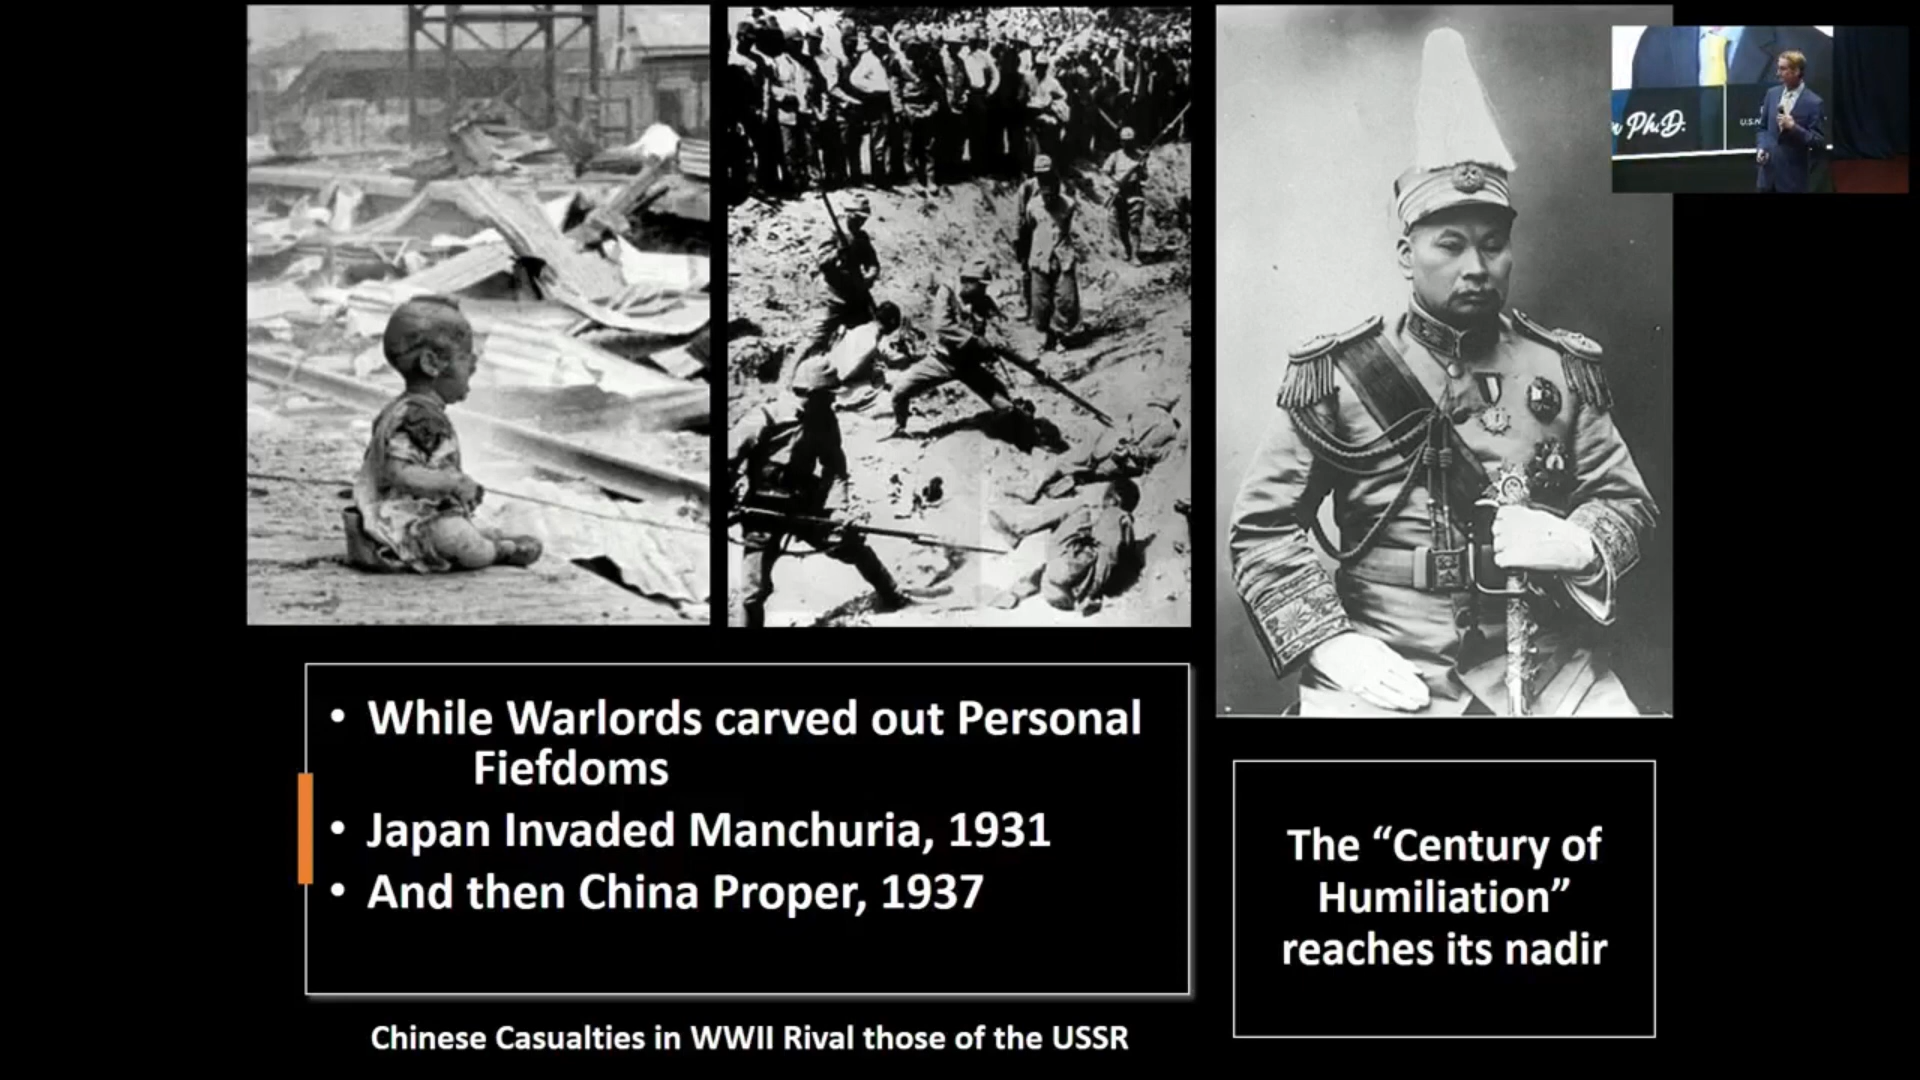 Ph.D.
U.S.N
• While Warlords carved out Personal
Fiefdoms
• Japan Invaded Manchuria, 1931
• And then China Proper, 1937
The “Century of
Humiliation”
reaches its nadir
Chinese Casualties in WWII Rival those of the USSR